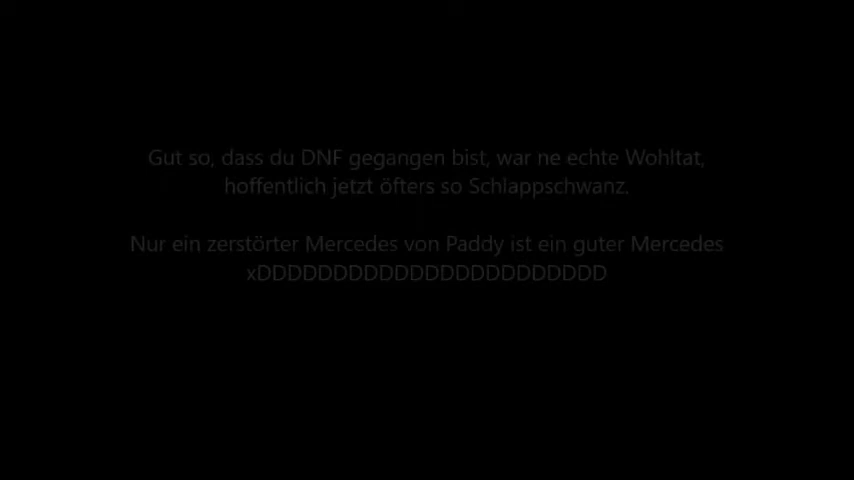 Gut so, dass du DNF gegangen bist, war ne echte Wohltat,
hoffentlich jetzt öfters so Schlappschwanz.
Nur ein zerstörter Mercedes von Paddy ist ein guter Mercedes
xDDDDDDDDDDDDDDDDDDDDDDD